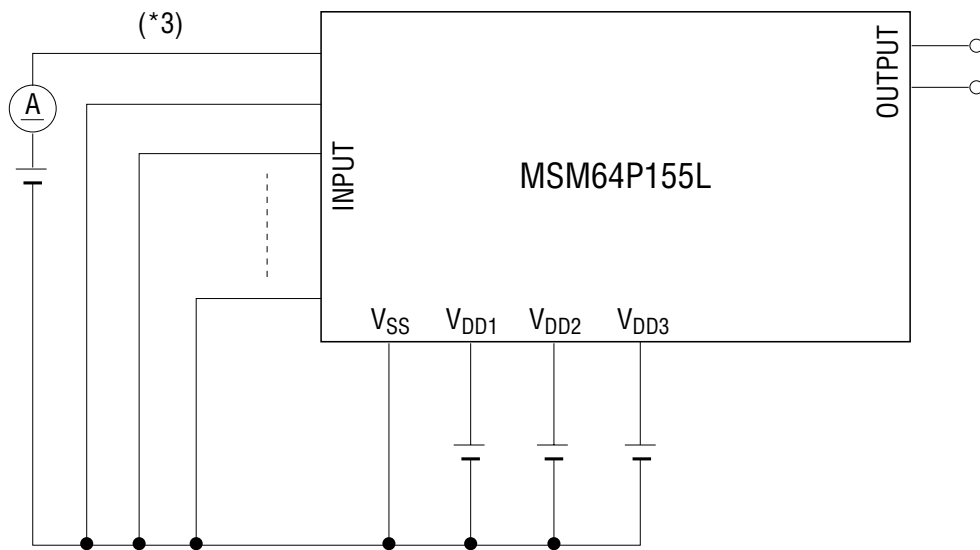 (*3)
A
INPUT
OUTPUT
MSM64P155L
VSS
VDD1
VDD2
VDD3